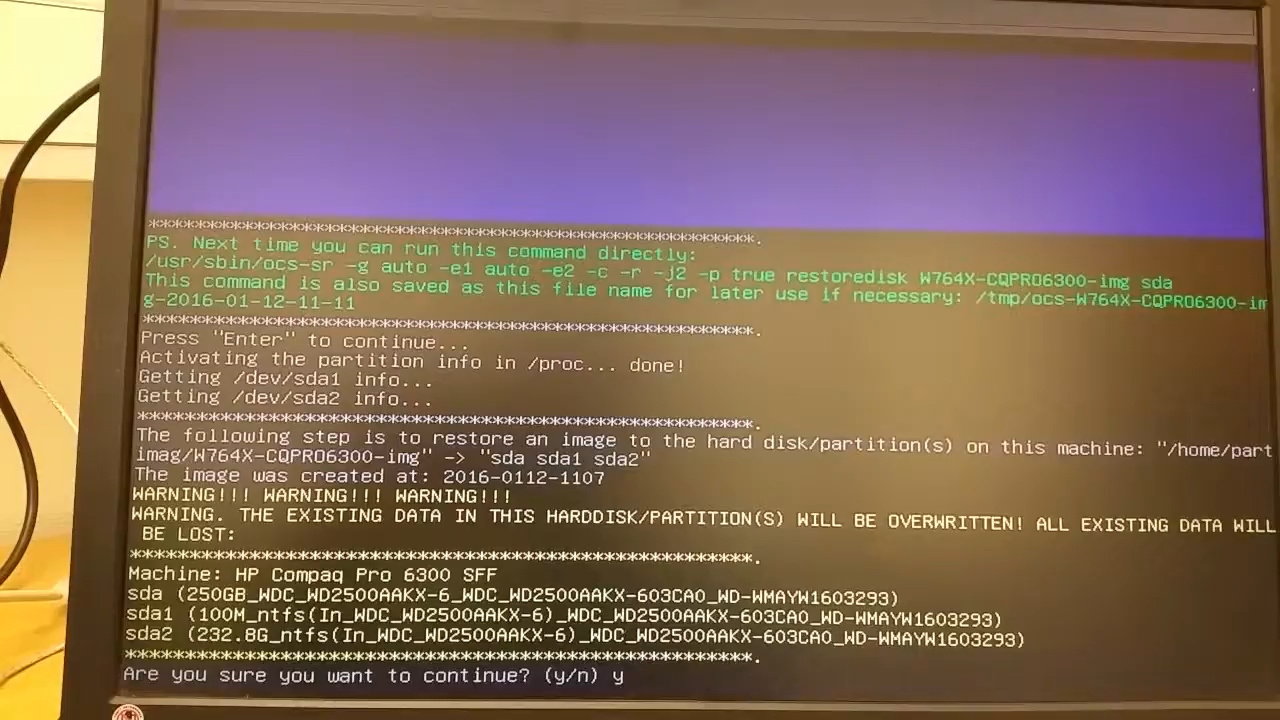 ************************************************************************.
PS. Next time you can run this command directly:
/usr/sbin/ocs-sr -g auto -e1 auto -e2 -c -r -j2 -p true restoredisk W764X-CQPRO6300-img sda
This command is also saved as this file name for later use if necessary: /tmp/ocs-W764X-CQPRO6300-im
g-2016-01-12-11-11
************************************************************************.
Press "Enter" to continue...
Activating the partition info in /proc... done!
Getting /dev/sda1 info...
Getting /dev/sda2 info...
************************************************************************.
The following step is to restore an image to the hard disk/partition(s) on this machine: "/home/part
imag/W764X-CQPRO6300-img" -> "sda sda1 sda2"
The image was created at: 2016-0112-1107
WARNING!!! WARNING!!! WARNING!!!
WARNING. THE EXISTING DATA IN THIS HARDDISK/PARTITION(S) WILL BE OVERWRITTEN! ALL EXISTING DATA WILL
BE LOST:
************************************************************************.
Machine: HP Compaq Pro 6300 SFF
sda (250GB_WDC_WD2500AAKX-6_WDC_WD2500AAKX-603CA0_WD-WMAYW1603293)
sda1 (100M_ntfs(In_WDC_WD2500AAKX-6)_WDC_WD2500AAKX-603CA0_WD-WMAYW1603293)
sda2 (232.8G_ntfs(In_WDC_WD2500AAKX-6)_WDC_WD2500AAKX-603CA0_WD-WMAYW1603293)
************************************************************************.
Are you sure you want to continue? (y/n) y